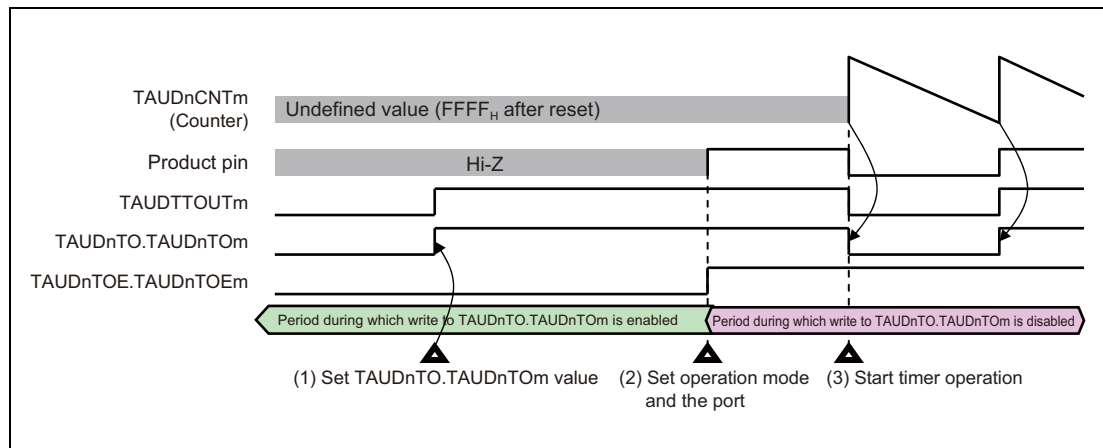 TAUDnCNTm
(Counter)
Undefined value (FFFFH after reset)
Product pin
Hi-Z
TAUDTTOUTm
TAUDnTO.TAUDnTOm
TAUDnTOE.TAUDnTOEm
Period during which write to TAUDnTO.TAUDnTOm is enabled
Period during which write to TAUDnTO.TAUDnTOm is disabled
(1) Set TAUDnTO.TAUDnTOm value
(2) Set operation mode
and the port
(3) Start timer operation